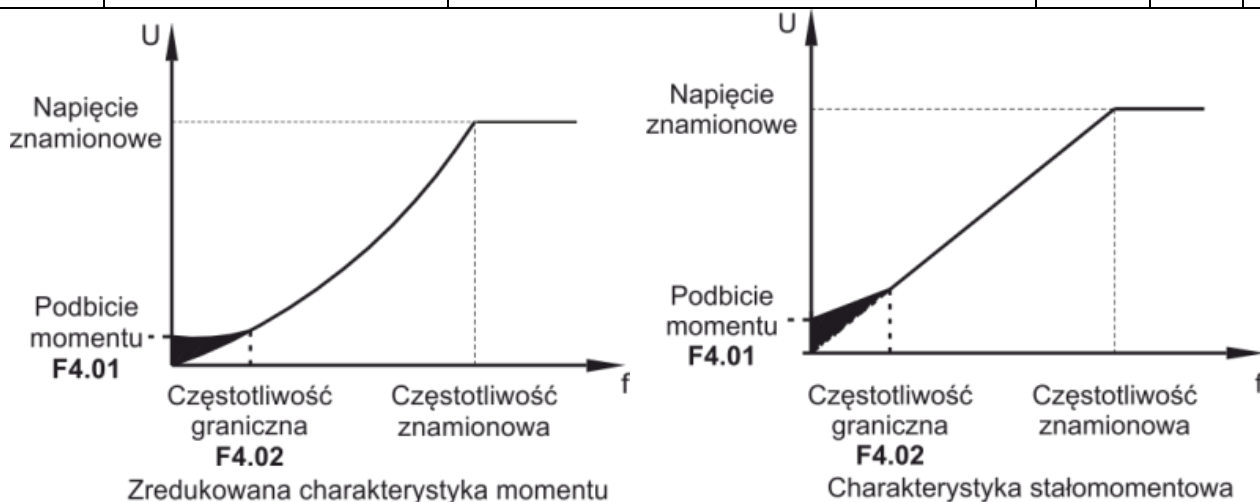 U
Napięcie
znamionowe
Podbicie
momentu
F4.01
f
Częstotliwość
graniczna
F4.02
Częstotliwość
znamionowa
Zredukowana charakterystyka momentu
U
Napięcie
znamionowe
Podbicie
momentu
F4.01
f
Częstotliwość
graniczna
F4.02
Częstotliwość
znamionowa
Charakterystyka stałomomentowa